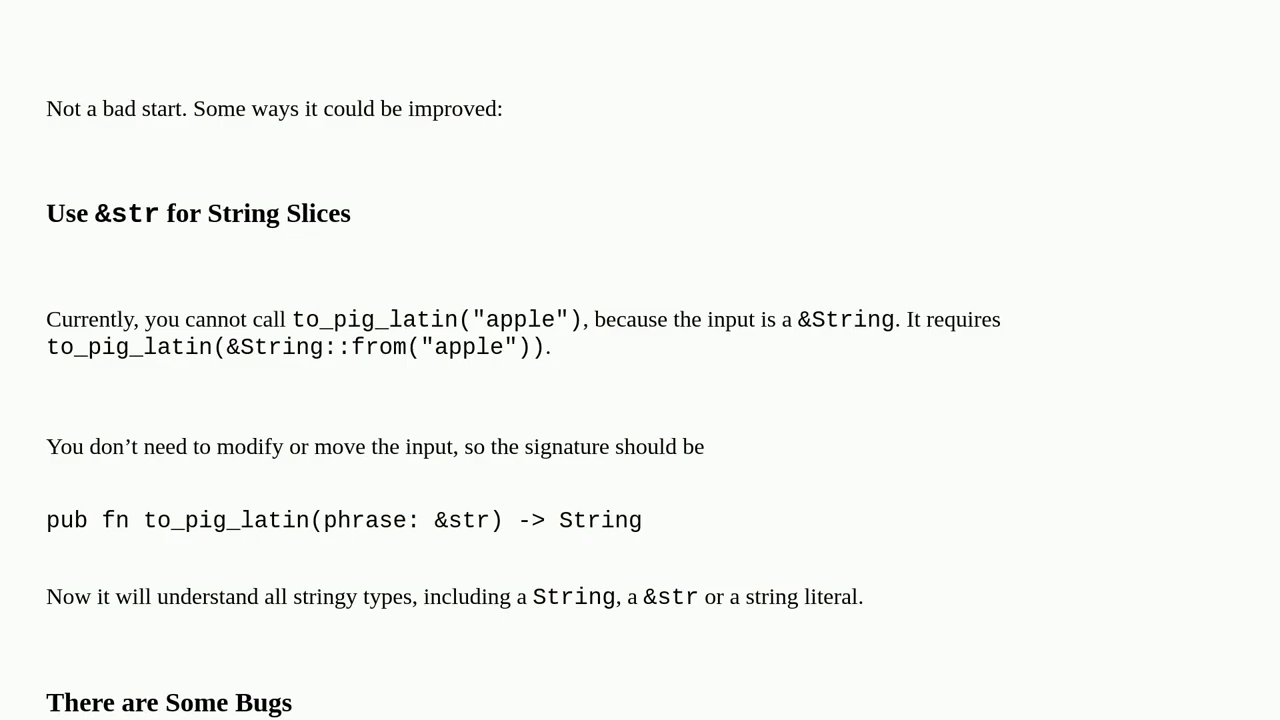 Not a bad start. Some ways it could be improved:
Use &str for String Slices
Currently, you cannot call to_pig_latin("apple"), because the input is a &String. It requires
to_pig_latin(&String::from("apple")).
You don’t need to modify or move the input, so the signature should be
pub fn to_pig_latin(phrase: &str) -> String
Now it will understand all stringy types, including a String, a &str or a string literal.
There are Some Bugs